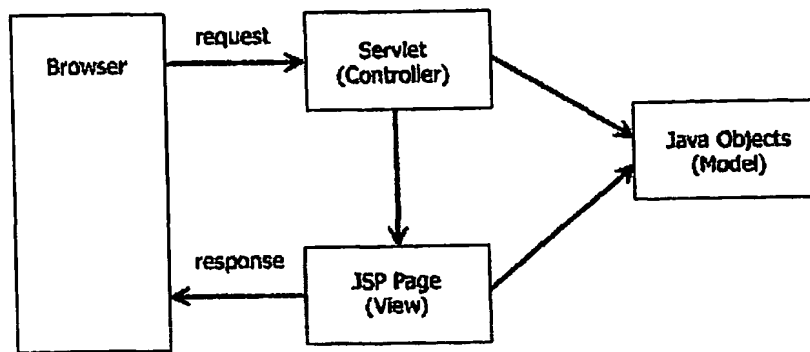 request
Browser
Servlet
(Controller)
Java Objects
(Model)
response
JSP Page
(View)